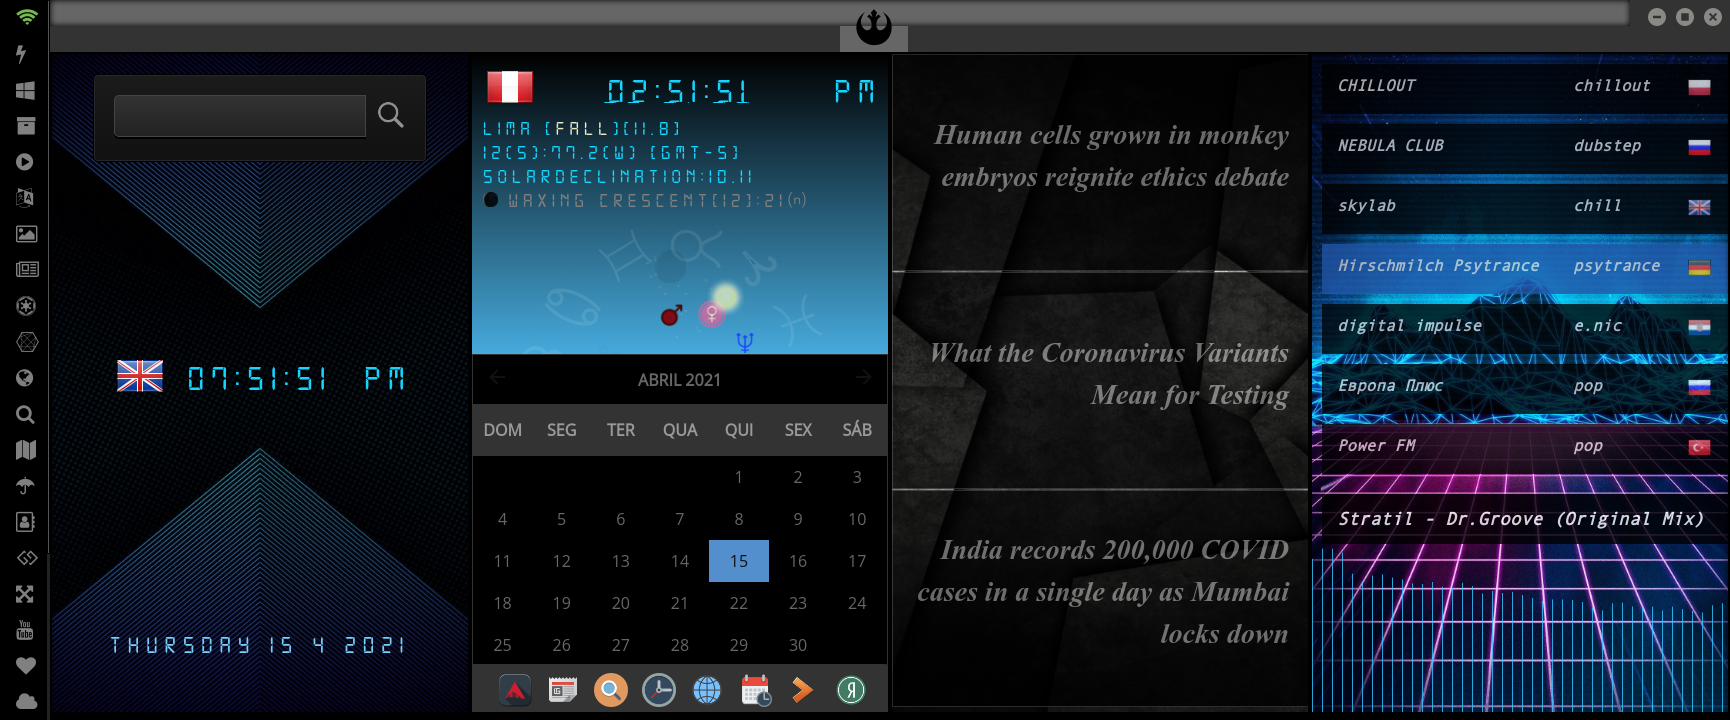 07:51:51 PM
THURSDAY 15 4 2021
02:51:51 PM
LIMA (FALL)(11.8)
12(S):77.2(W) (GMT-5)
SOLARDECLINATION:10.11
WAXING CRESCENT(12):21(n)
ABRIL 2021
DOM SEG TER QUA QUI SEX SÁB
1 2 3
4 5 6 7 8 9 10
11 12 13 14 15 16 17
18 19 20 21 22 23 24
25 26 27 28 29 30
Human cells grown in monkey
embryos reignite ethics debate
What the Coronavirus Variants
Mean for Testing
India records 200,000 COVID
cases in a single day as Mumbai
locks down
CHILLOUT chillout
NEBULA CLUB dubstep
skylab chill
Hirschmilch Psytrance psytrance
digital impulse e.nic
Европа Плюс pop
Power FM pop
Stratil - Dr.Groove (Original Mix)
You
Tube
Я